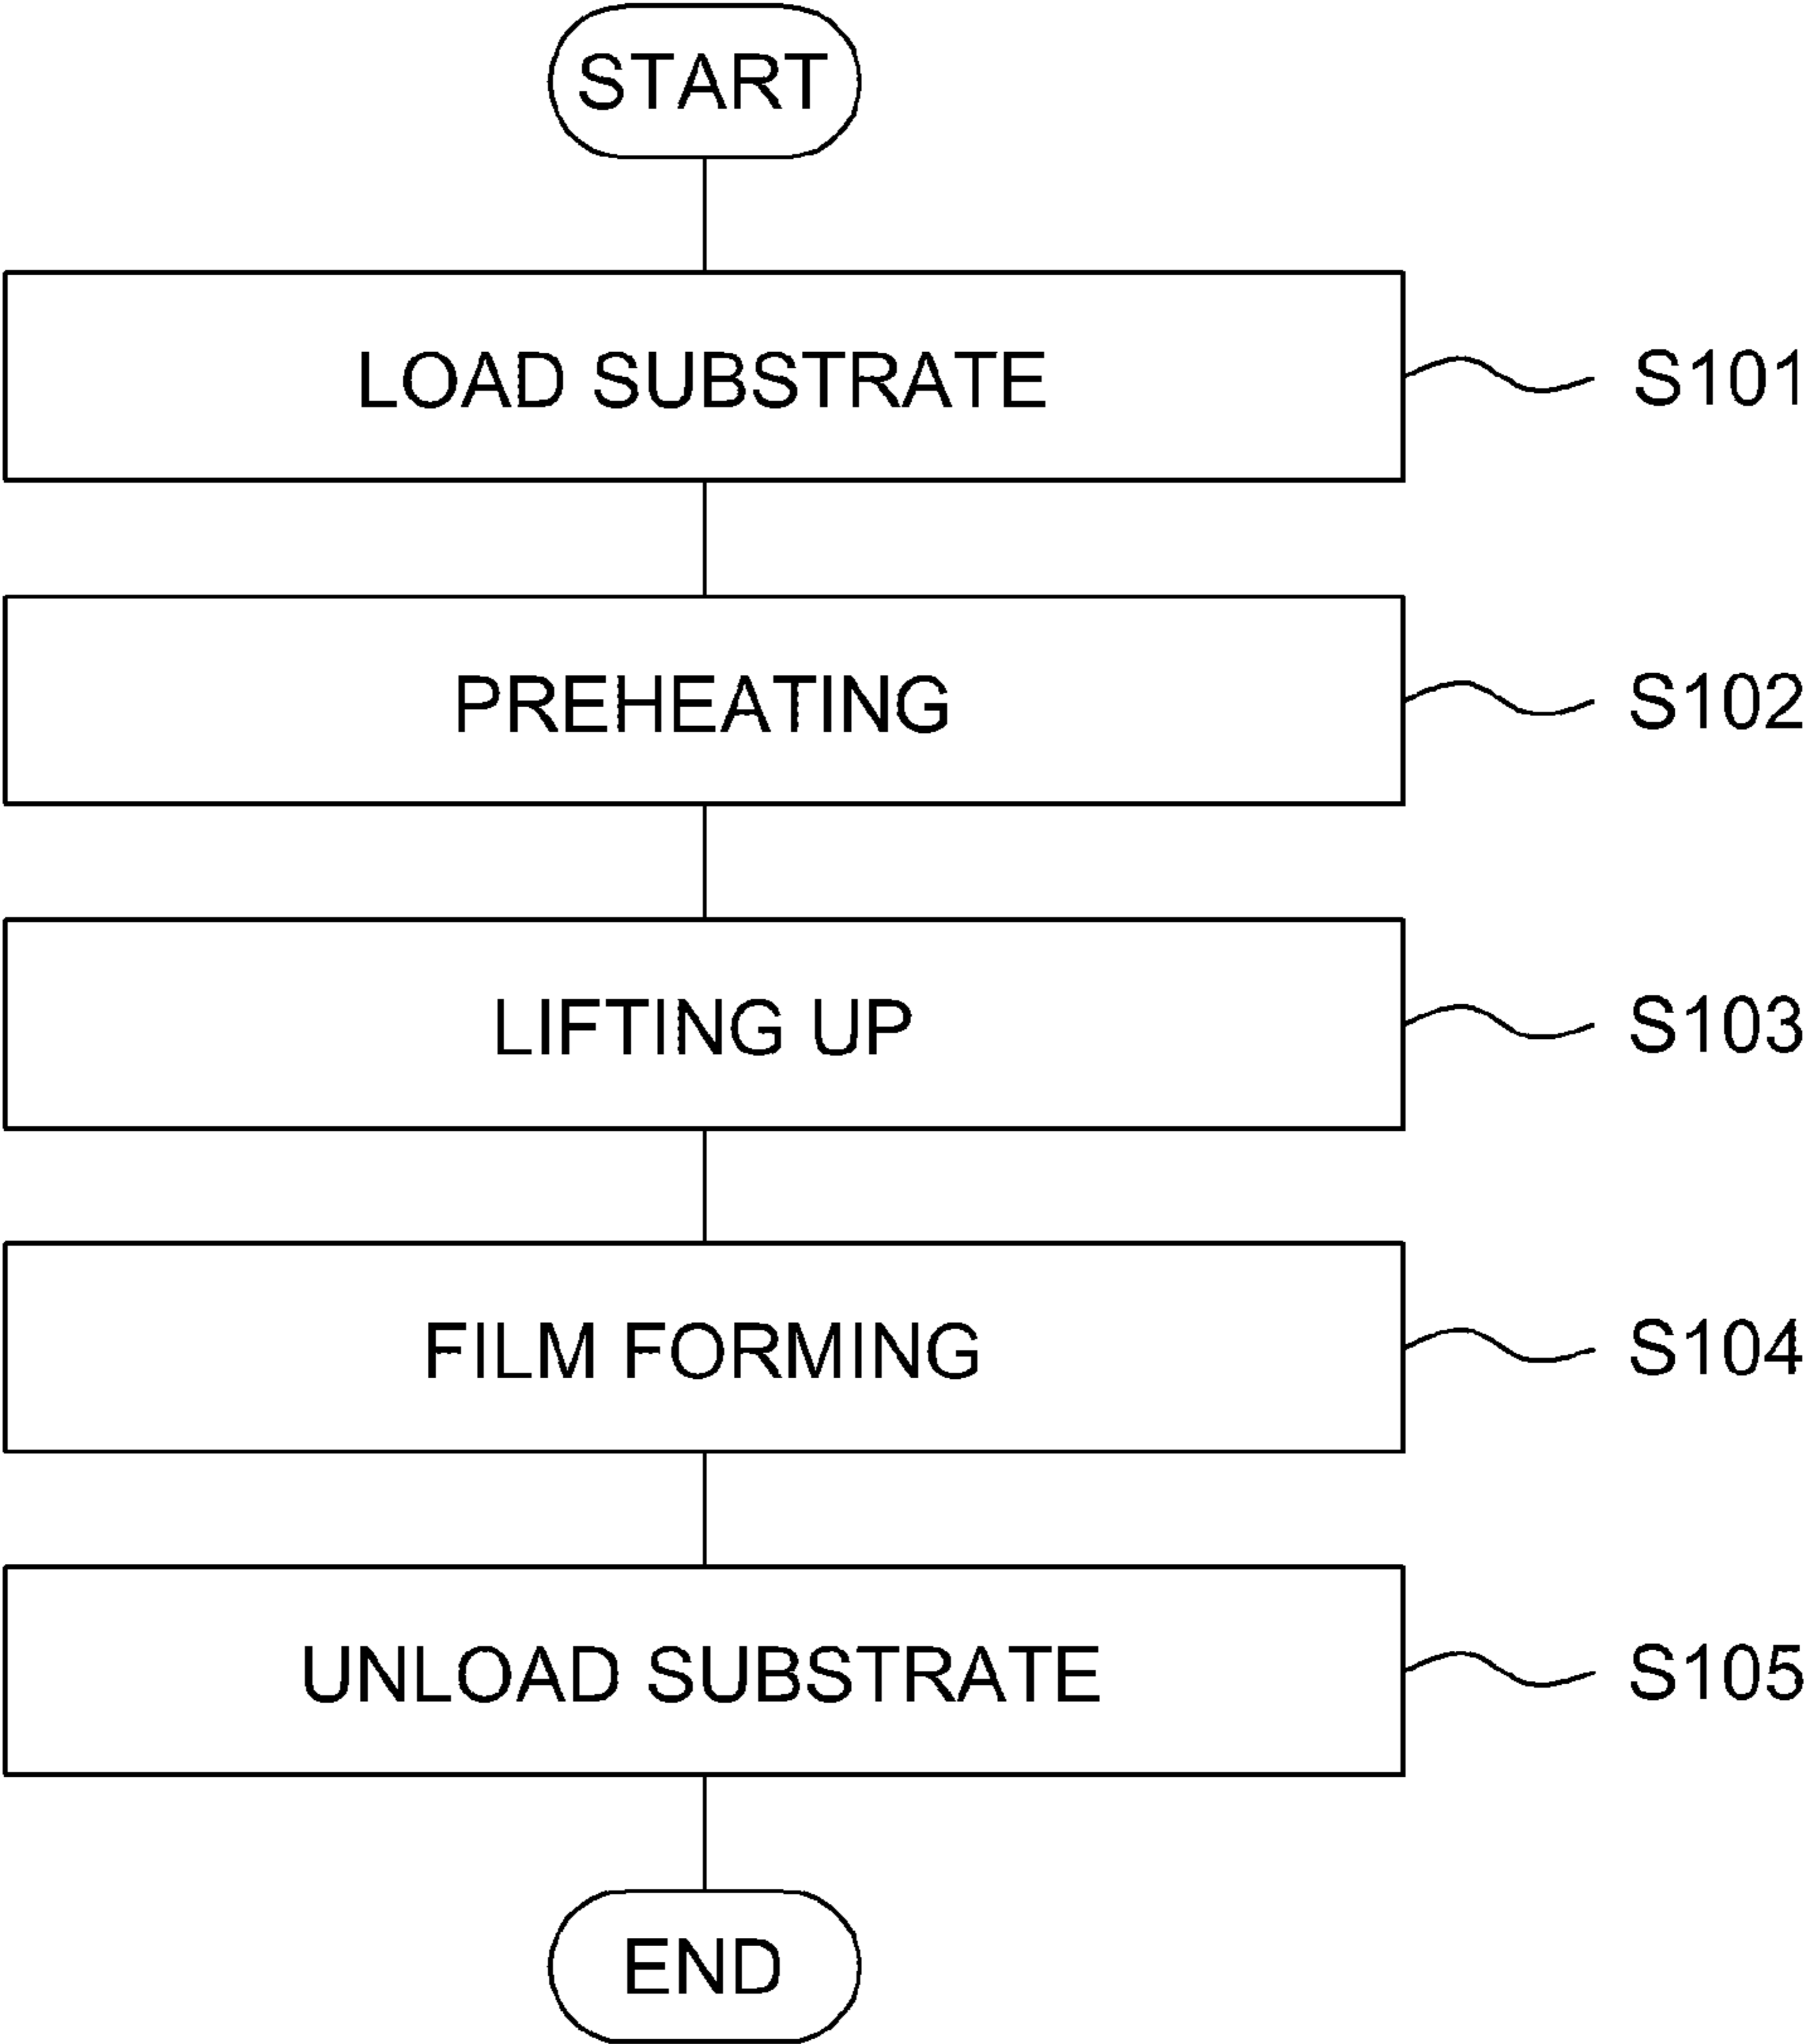 START
LOAD SUBSTRATE
S101
PREHEATING
S102
LIFTING UP
S103
FILM FORMING
S104
UNLOAD SUBSTRATE
S105
END